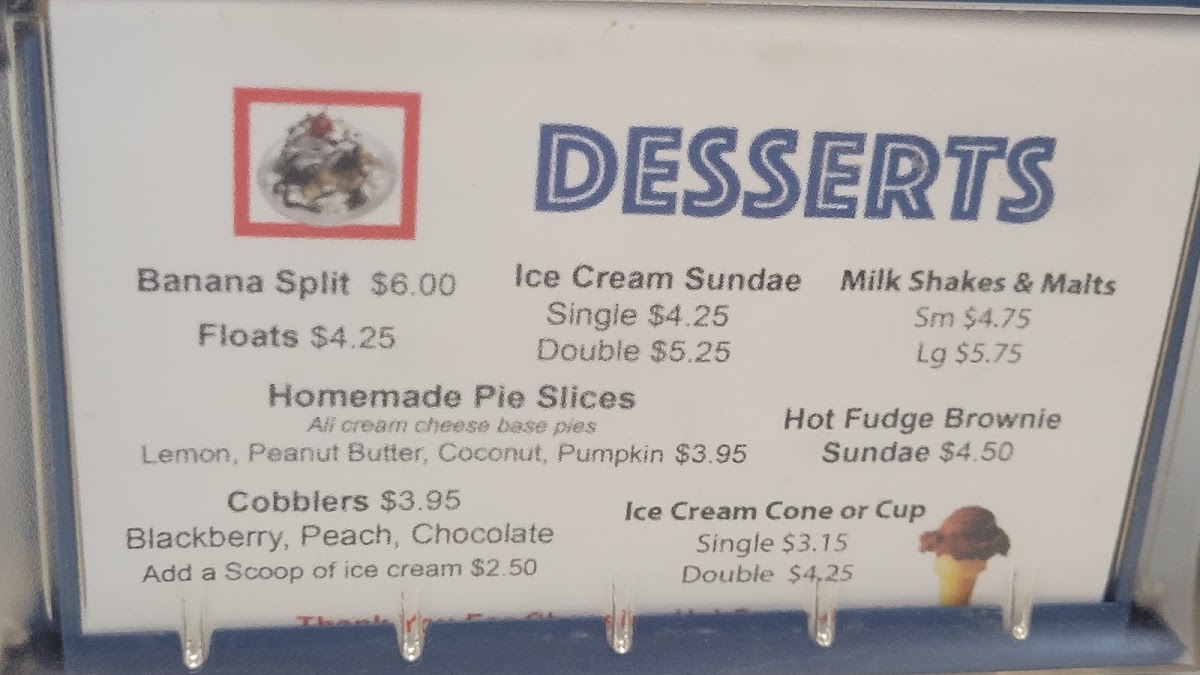 DESSERTS
Banana Split $6.00
Floats $4.25
Ice Cream Sundae
Single $4.25
Double $5.25
Milk Shakes & Malts
Sm $4.75
Lg $5.75
Homemade Pie Slices
All cream cheese base pies
Lemon, Peanut Butter, Coconut, Pumpkin $3.95
Hot Fudge Brownie
Sundae $4.50
Cobblers $3.95
Blackberry, Peach, Chocolate
Add a Scoop of ice cream $2.50
Ice Cream Cone or Cup
Single $3.15
Double $4.25